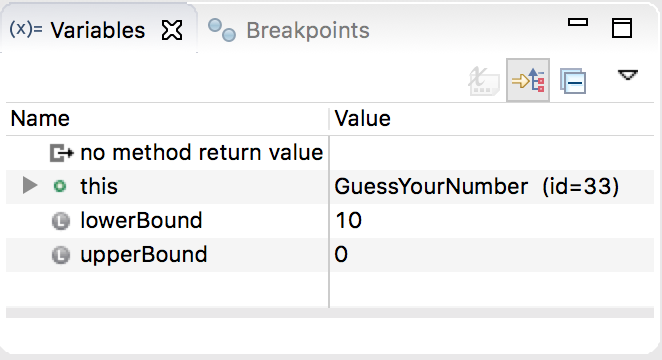 (x)= Variables Breakpoints
Name Value
no method return value
this GuessYourNumber (id=33)
L lowerBound 10
L upperBound 0